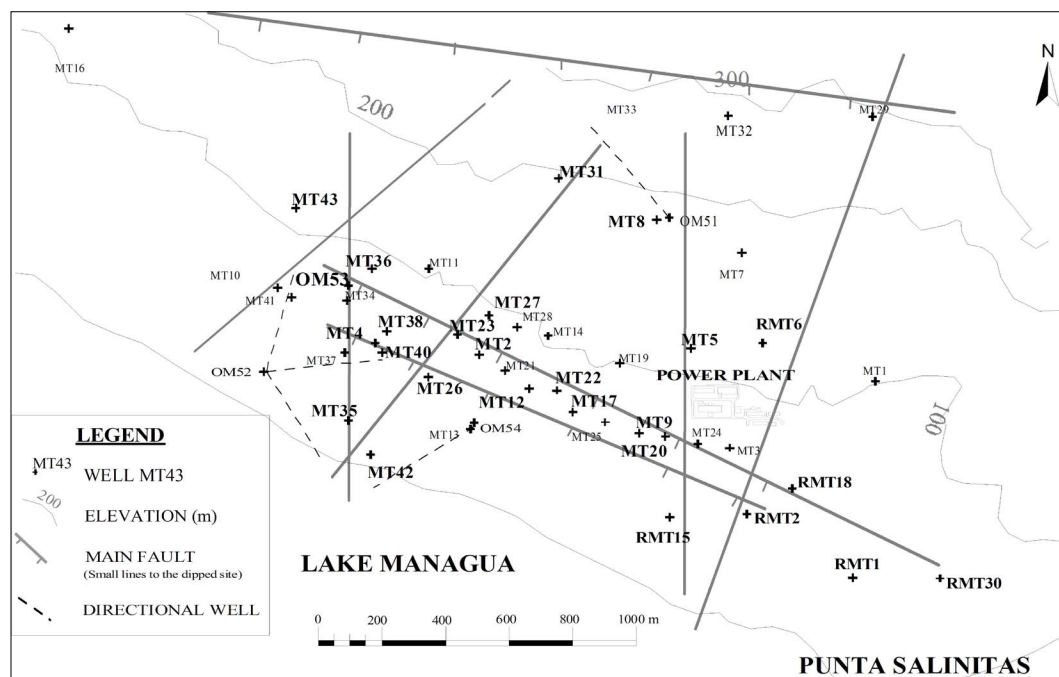 MT16
N
300
200
MT33
MT29
MT32
MT31
MT43
MT8
OM51
MT7
MT10
MT36
MT11
OM53
MT41
MT34
MT27
MT28
MT38
MT4
MT23
MT14
MT2
RMT6
MT5
MT37
MT40
MT21
MT19
POWER PLANT
MT1
OM52
MT26
MT12
MT22
MT17
100
MT35
MT13
OM54
MT25
MT9
MT20
MT24
MT3
MT42
RMT18
RMT2
RMT15
RMT1
RMT30
LEGEND
MT43
WELL MT43
200
ELEVATION (m)
MAIN FAULT
(Small lines to the dipped site)
DIRECTIONAL WELL
LAKE MANAGUA
0 200 400 600 800 1000 m
PUNTA SALINITAS